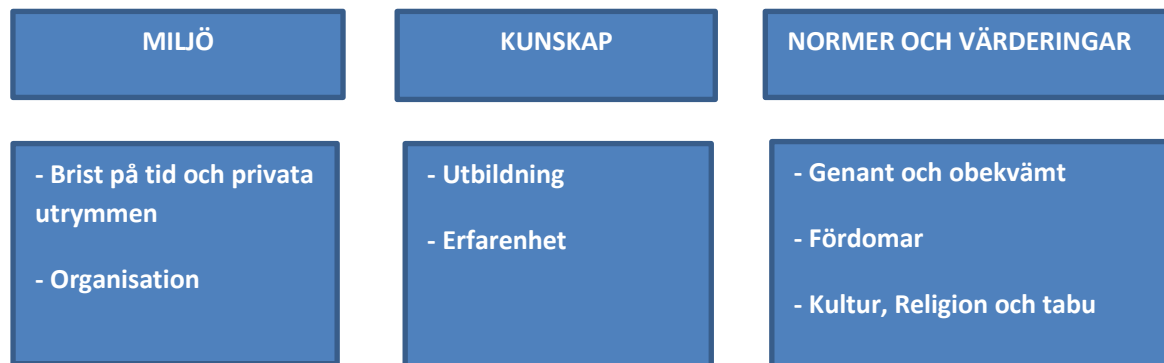 MILJÖ
KUNSKAP
NORMER OCH VÄRDERINGAR
- Brist på tid och privata
utrymmen
- Organisation
- Utbildning
- Erfarenhet
- Genant och obekvämt
- Fördomar
- Kultur, Religion och tabu